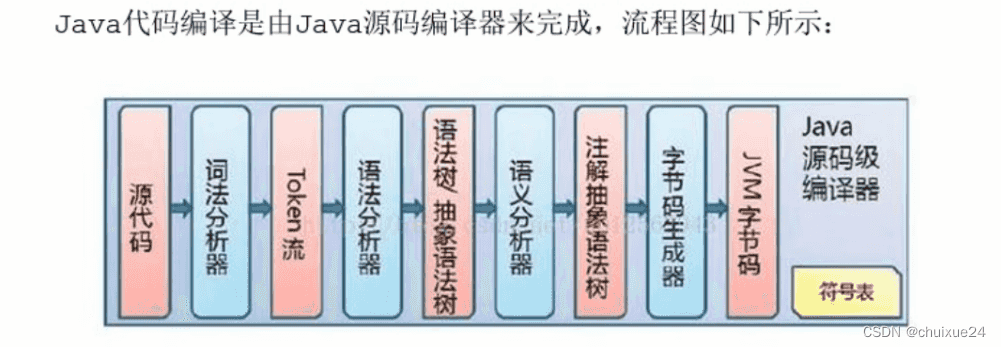 Java代码编译是由Java源码编译器来完成，流程图如下所示：
源代码
词法分析器
Token流
语法分析器
语法树/抽象语法树
语义分析器
注解抽象语法树
字节码生成器
JVM字节码
Java
源码级
编译器
符号表
CSDN @chuixue24